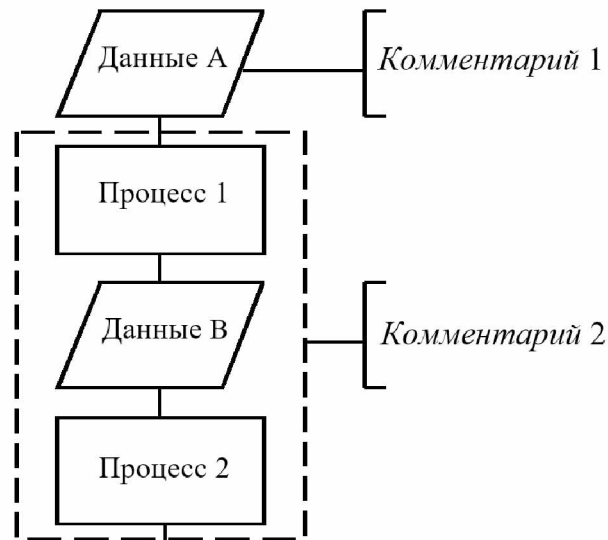 Данные А
Комментарий 1
Процесс 1
Данные В
Комментарий 2
Процесс 2